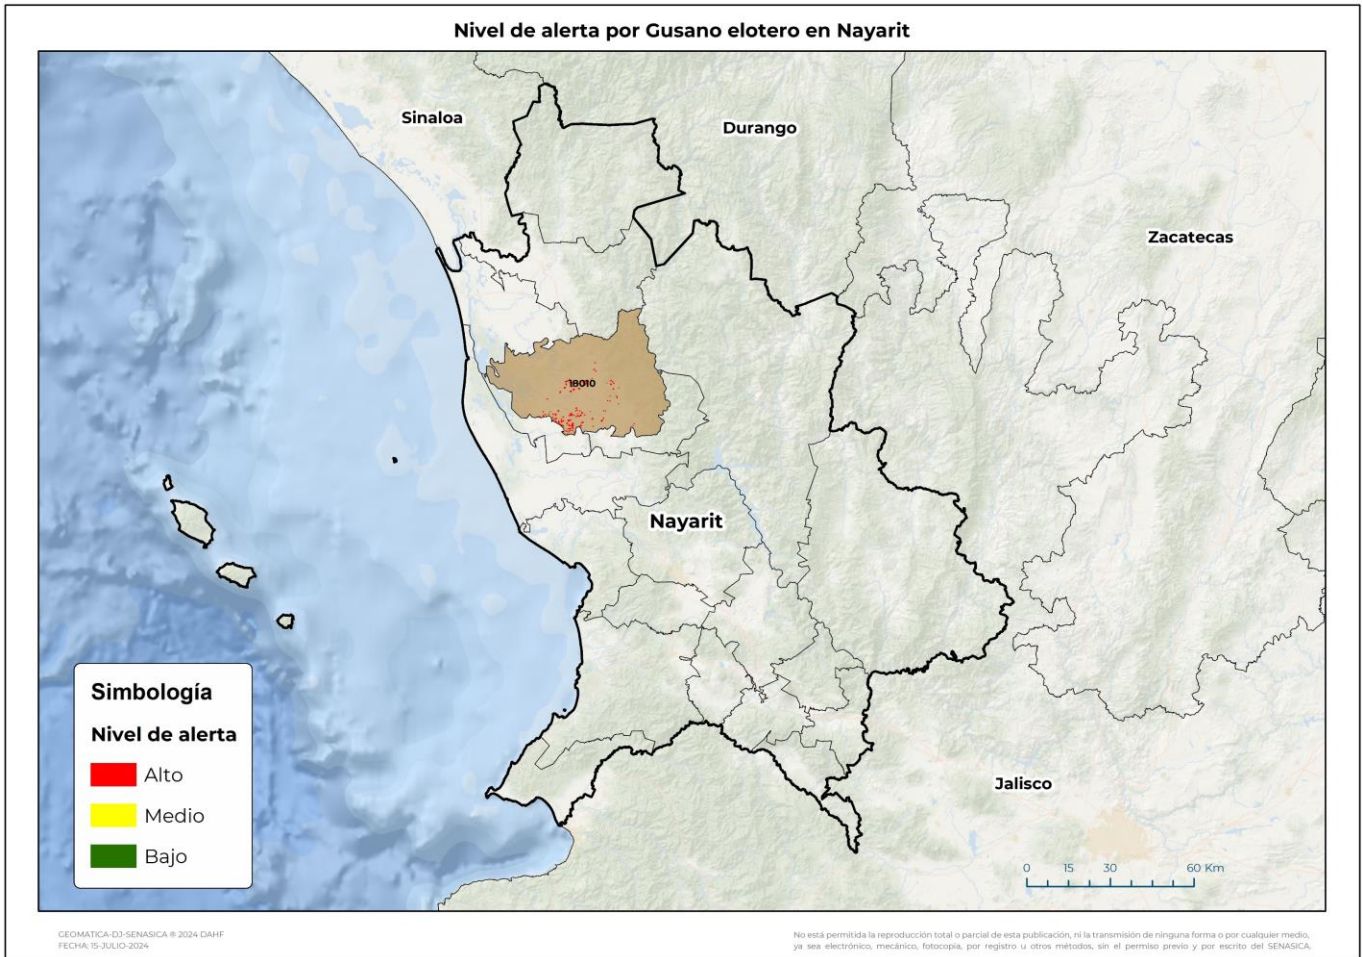 Nivel de alerta por Gusano elotero en Nayarit
Sinaloa
Durango
Zacatecas
18010
Nayarit
Simbología
Nivel de alerta
Alto
Medio
Bajo
Jalisco
0 15 30 60 Km
GEOMATICA-DJ-SENASICA ® 2024 DAHF
FECHA: 15-JULIO-2024
No está permitida la reproducción total o parcial de esta publicación, ni la transmisión de ninguna forma o por cualquier medio,
ya sea electrónico, mecánico, fotocopia, por registro u otros métodos, sin el permiso previo y por escrito del SENASICA.